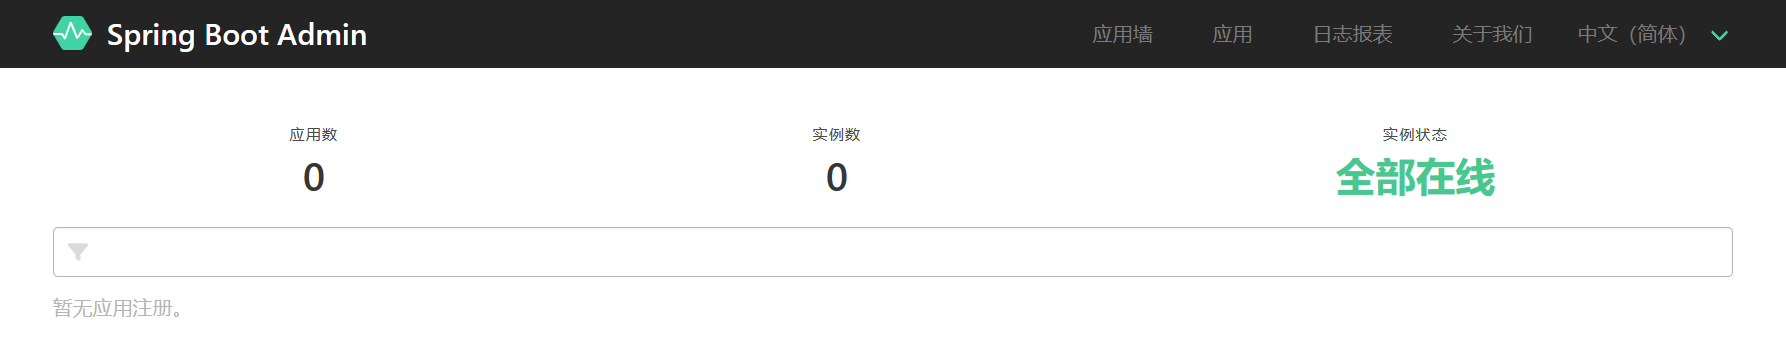 Spring Boot Admin 应用墙 应用 日志报表 关于我们 中文（简体）
应用数 实例数 实例状态
0 0 全部在线
暂无应用注册。